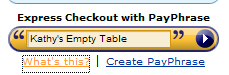 Express Checkout with PayPhrase
“ Kathy's Empty Table ”
What's this? | Create PayPhrase